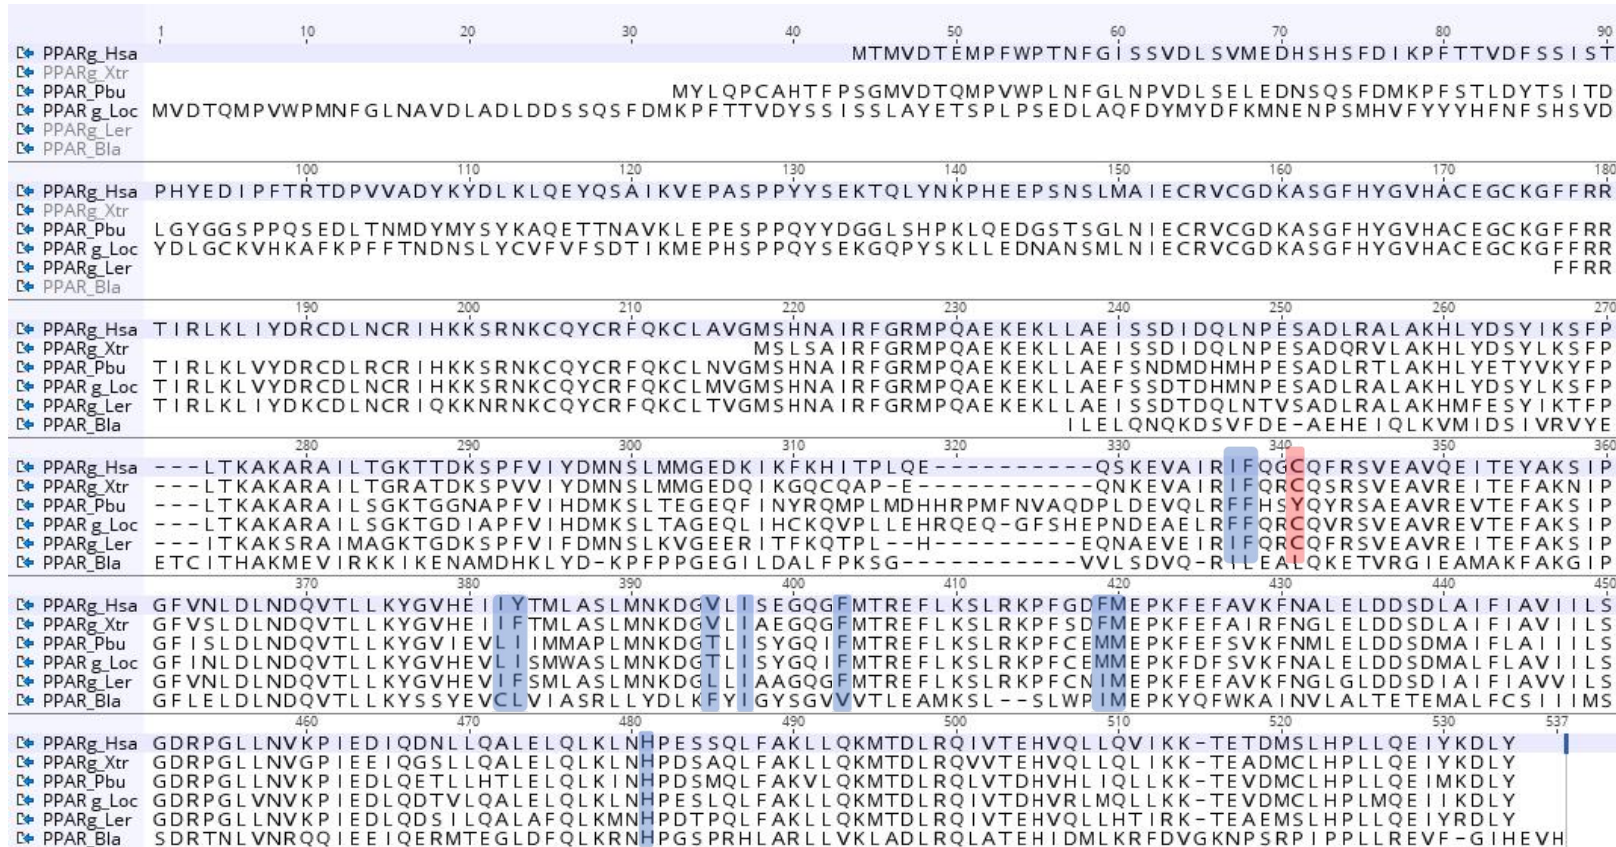 1 10 20 30 40 50 60 70 80 90
PPARg_Hsa MTMVDTEMPFWPTNFGISSVDLSVMEDHSHSFDIKPFTTVDFSSIST
PPARg_Xtr
PPAR_Pbu MYLQPCAHTFPSGMVDTQMPVWPLNFGLNPVDLSELEDNSQSFDMKPFSTLDYTSITD
PPARg_Loc MVDTQMPVWPMNFGLNAVDLADLDDSSQSFDMKPFTTVDYSSISSLAYETSPLPSEDLAQFDYMYDFKMNENPSMHVFYYYHFNFSHSVD
PPARg_Ler
PPAR_Bla
100 110 120 130 140 150 160 170 180
PPARg_Hsa PHYEDIPFTRTDPVVADYKYDLKLQEYQSAIKVEPASPPYYSEKTQLYNKPHEEPSNSLMAIECRVCGDKASGFHYGVHACEGCKGFFRR
PPARg_Xtr
PPAR_Pbu LGYGGSPPQSEDLTNMDYMYSYKAQETTNAVKLEPESPPQYYDGGLSHPKLQEDGSTSGLNIECRVCGDKASGFHYGVHACEGCKGFFRR
PPARg_Loc YDLGCKVHKAFKPFFTNDNSLYCVFVFSDTIKMEPHSPPQYSEKGQPYSKLLEDNANSMLNIECRVCGDKASGFHYGVHACEGCKGFFRR
PPARg_Ler FFRR
PPAR_Bla
190 200 210 220 230 240 250 260 270
PPARg_Hsa TIRLKLIYDRCDLNCRIHKKSRNKCQYCRFQKCLAVGMSHNAIRFGRMPQAEKEKLLAEISSDIDQLNPESADLRALAKHLYDSYIKSFP
PPARg_Xtr MSLSAIRFGRMPQAEKEKLLAEISSDIDQLNPESADQRVLAKHLYDSYLKSFP
PPAR_Pbu TIRLKLVYDRCDLRCRIHKKSRNKCQYCRFQKCLNVGMSHNAIRFGRMPQAEKEKLLAEFSNDMDHMHPESADLRTLAKHLYETYVKYFP
PPARg_Loc TIRLKLVYDRCDLNCRIHKKSRNKCQYCRFQKCLMVGMSHNAIRFGRMPQAEKEKLLAEFSSDTDHMNPESADLRALAKHLYDSYLKSFP
PPARg_Ler TIRLKLIYDKCDLNCRIQKKNRNKCQYCRFQKCLTVGMSHNAIRFGRMPQAEKEKLLAEISSDTDQLNTVSADLRALAKHMFESYIKTFP
PPAR_Bla ILELQNQKDSVFDE-AEHEIQLKVMIDSIVRVYE
280 290 300 310 320 330 340 350 360
PPARg_Hsa ---LTKAKARAILTGKTTDKSPFVIYDMNSLMMGEDKIKFKHITPLQE----------QSKEVAIRIFQGCQFRSVEAVQEITEYAKSIP
PPARg_Xtr ---LTKAKARAILTGRATDKSPVVIYDMNSLMMGEDQIKGQCQAP-E-----------QNKEVAIRIFQRCQSRSVEAVREITEFAKNIP
PPAR_Pbu ---LTKAKARAILSGKTGGNAPFVIHDMKSLTEGEQFINYRQMPLMDHHRPMFNVAQDPLDEVQLRFFHSYQYRSAEAVREVTEFAKSIP
PPARg_Loc ---LTKAKARAILSGKTGDIAPFVIHDMKSLTAGEQLIHCKQVPLLEHRQEQ-GFSHEPNDEAELRFFQRCQVRSVEAVREVTEFAKSIP
PPARg_Ler ---ITKAKSRAIMAGKTGDKSPFVIFDMNSLKVGEERITFKQTPL--H----------EQNAEVEIRIFQRCQFRSVEAVREITEFAKSIP
PPAR_Bla ETCITHAKMEVIRKKIKENAMDHKLYD-KPFPPGEGILDALFPKSG-----------VVLSDVQ-RILEALQKETVRGIEAMAKFAKGIP
370 380 390 400 410 420 430 440 450
PPARg_Hsa GFVNLDLNDQVTLLKYGVHEIIYTMLASLMNKDGVLISEGQGFMTREFLKSLRKPFGDFMEPKFEFAVKFNALELDDSDLAIFIAVIILS
PPARg_Xtr GFVSLDLNDQVTLLKYGVHEIIFTMLASLMNKDGVLIAEGQGFMTREFLKSLRKPFSDFMEPKFEFAIRFNGLELDDSDLAIFIAVIILS
PPAR_Pbu GFISLDLNDQVTLLKYGVIEVLIIMMAPLMNKDGTLISYGQGFMTREFLKSLRKPFCEMMEPKFEFSVKFNMLELDDSDMAIFLAIIILS
PPARg_Loc GFINLDLNDQVTLLKYGVHEVLISMWASLMNKDGTLISYGQIFMTREFLKSLRKPFCEMMEPKFDFSVKFNALELDDSDMALFLAVIILS
PPARg_Ler GFVNLDLNDQVTLLKYGVHEVIFSMLASLMNKDGLLIAAGQGFMTREFLKSLRKPFCNIMEPKFEFAVKFNGLGLDDSDIAIFIAVVILS
PPAR_Bla GFLELDLNDQVTLLKYSSYEVCLVIASRLLYDLKFYIGYSGVVVTLEAMKSL--SLWPIMEPKYQFWKAINVLALTETEMALFCSIIIMS
460 470 480 490 500 510 520 530 537
PPARg_Hsa GDRPGLLNVKPIEDIQDNLLQALELQLKLNHPESSQLFAKLLQKMTDLRQIVTEHVQLLQVIKK-TETDMSLHPLLQEIYKDLY
PPARg_Xtr GDRPGLLNVGPIEEIQGSLLQALELQLKLNHPDSAQLFAKLLQKMTDLRQVVTEHVQLLQLIKK-TEADMCLHPLLQEIYKDLY
PPAR_Pbu GDRPGLLNVKPIEDLQETLLHTLELQLKINHPDSMQLFAKLLQKMTDLRQLVTDHVHLIQLLKK-TEVDMCLHPLLQEIMKDLY
PPARg_Loc GDRPGLVNVKPIEDLQDTVLQALELQLKLNHPESLQLFAKLLQKMTDLRQIVTDHVRLMQLLKK-TEVDMCLHPLMQEIIKDLY
PPARg_Ler GDRPGLLNVKPIEDLQDSILQALAFQLKMNHPDTPQLFAKLLQKMTDLRQIVTEHVQLLHTIRK-TEAEMSLHPLLQEIYRDLY
PPAR_Bla SDRTNLVNRQQIEEIQERMTEGLDFQLKRNHPGSPRHLARLLVKLADLRQLATEHIDMLKRFDVGKNPSRPIPPLLREVF-GIHEVH